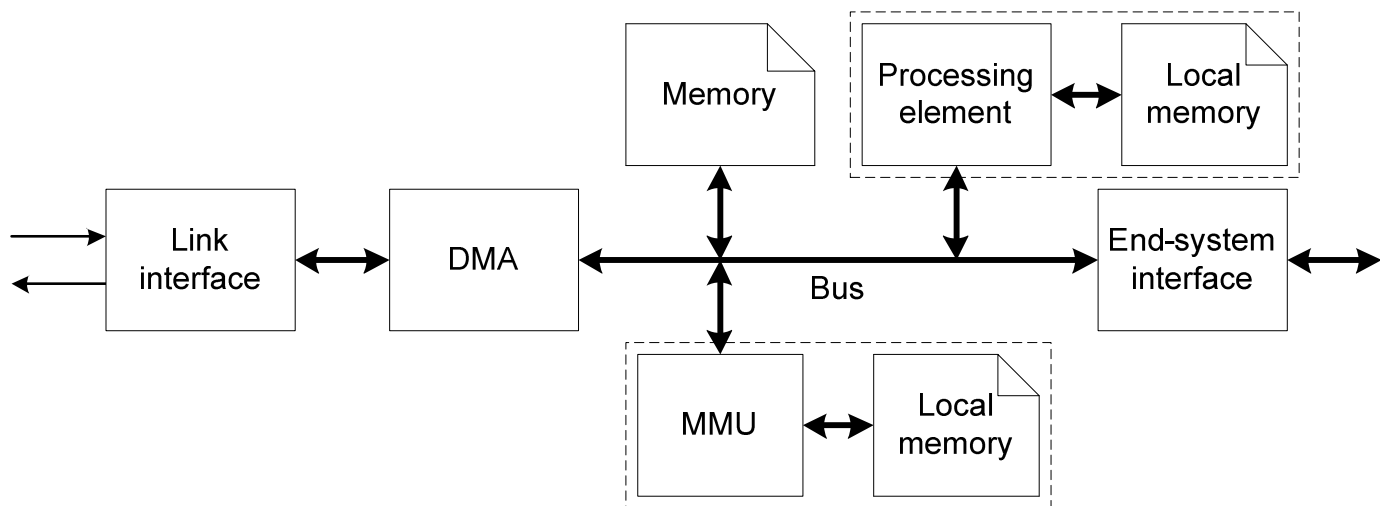 Memory
Processing
element
Local
memory
Link
interface
DMA
End-system
interface
Bus
MMU
Local
memory